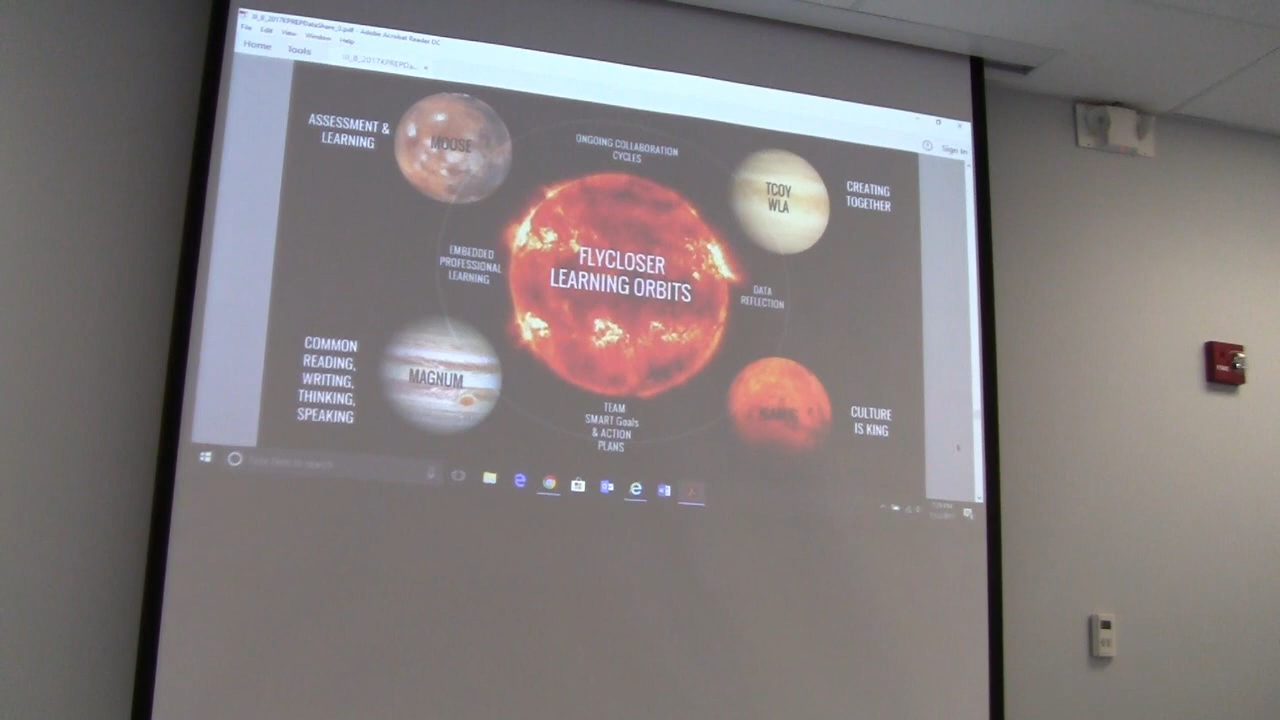 File Edit View Window Help
Home Tools
Sign In
ASSESSMENT &
LEARNING
MOOSE
ONGOING COLLABORATION
CYCLES
TCOY
WLA
CREATING
TOGETHER
EMBEDDED
PROFESSIONAL
LEARNING
FLYCLOSER
LEARNING ORBITS
DATA
REFLECTION
COMMON
READING,
WRITING,
THINKING,
SPEAKING
MAGNUM
TEAM
SMART Goals
& ACTION
PLANS
CULTURE
IS KING